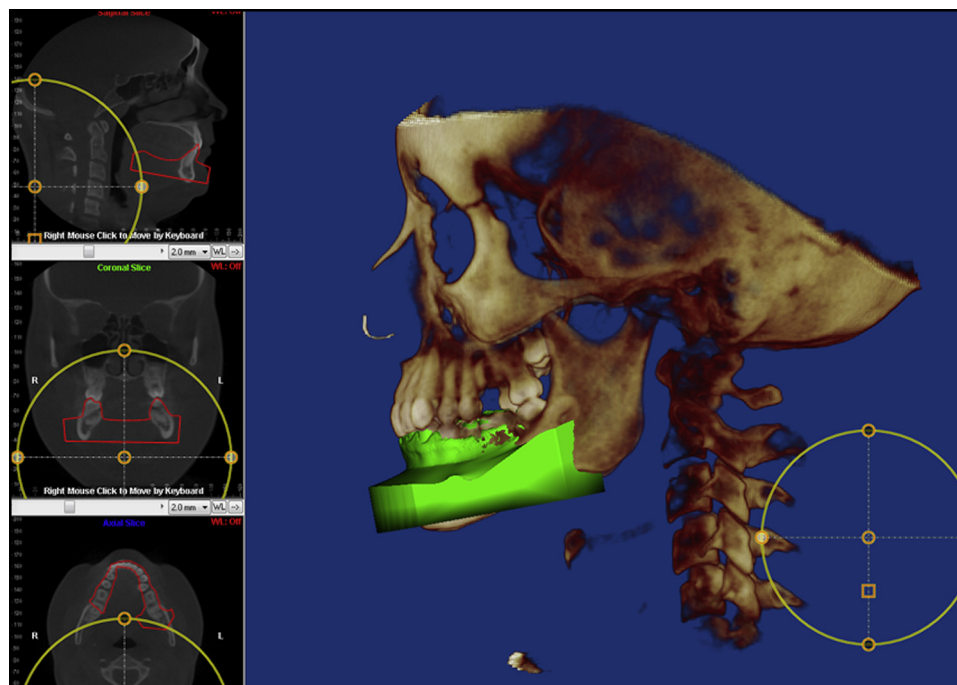 Sagittal Slice WL: Off
Right Mouse Click to Move by Keyboard
2.0 mm WL ->
Coronal Slice WL: Off
R L
Right Mouse Click to Move by Keyboard
2.0 mm WL ->
Axial Slice WL: Off
R L